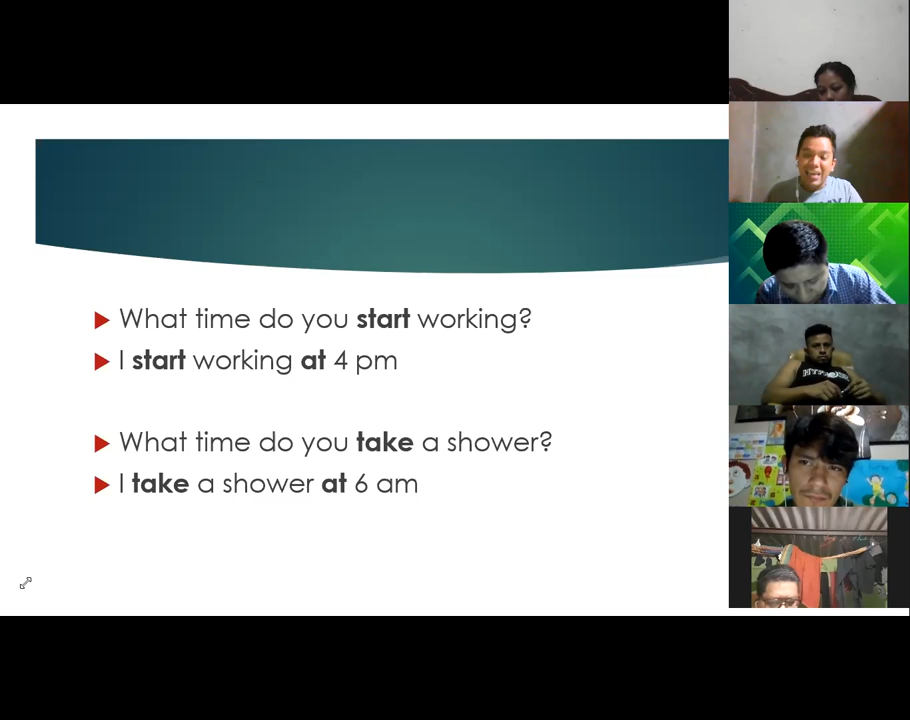 What time do you start working?
I start working at 4 pm
What time do you take a shower?
I take a shower at 6 am